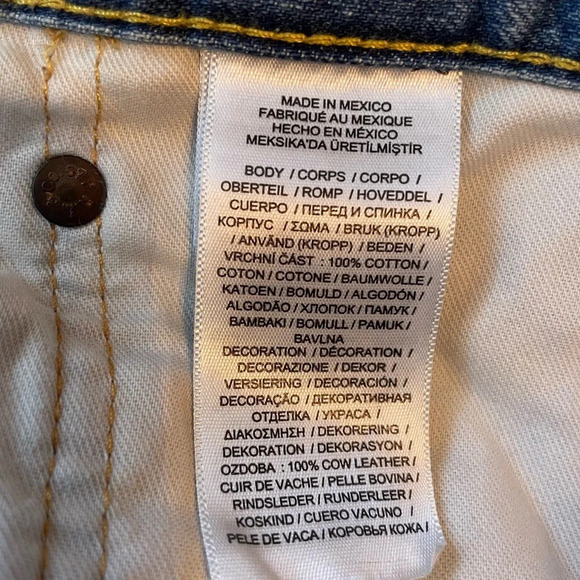 MADE IN MEXICO
FABRIQUÉ AU MEXIQUE
HECHO EN MÉXICO
MEKSIKA'DA ÜRETİLMİŞTİR
BODY / CORPS / CORPO /
OBERTEIL / ROMP / HOVEDDEL /
CUERPO / ПЕРЕД И СПИНКА /
КОРПУС / ΣΩΜΑ / BRUK (KROPP)
/ ANVÄND (KROPP) / BEDEN /
VRCHNÍ ČÁST : 100% COTTON /
COTON / COTONE / BAUMWOLLE /
KATOEN / BOMULD / ALGODÓN /
ALGODÃO / ХЛОПОК / ПАМУК /
BAMBAKI / BOMULL / PAMUK /
BAVLNA
DECORATION / DÉCORATION /
DECORAZIONE / DEKOR /
VERSIERING / DECORACIÓN /
DECORAÇÃO / ДЕКОРАТИВНАЯ
ОТДЕЛКА / УКРАСА /
ΔΙΑΚΟΣΜΗΣΗ / DEKORERING /
DEKORATION / DEKORASYON /
OZDOBA : 100% COW LEATHER /
CUIR DE VACHE / PELLE BOVINA /
RINDSLEDER / RUNDERLEER /
KOSKIND / CUERO VACUNO /
PELE DE VACA / КОРОВЬЯ КОЖА /